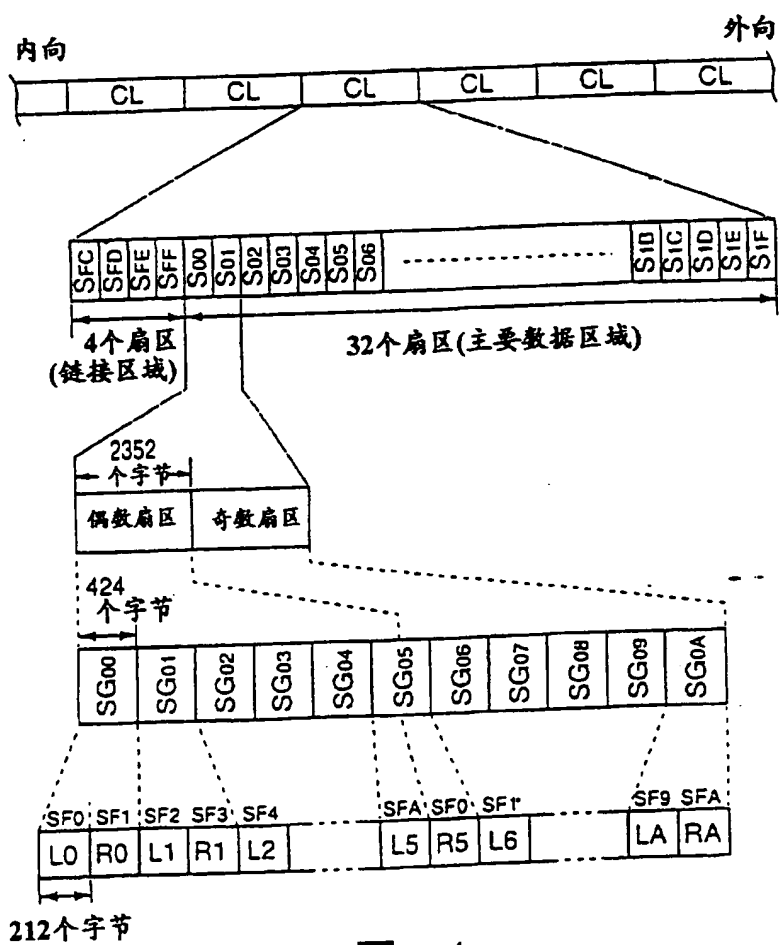 内向 外向
CL CL CL CL CL CL
SFC SFD SFE SFF S00 S01 S02 S03 S04 S05 S06 S1B S1C S1D S1E S1F
4个扇区 32个扇区(主要数据区域)
(链接区域)
2352
个字节
偶数扇区 奇数扇区
424
个字节
SG00 SG01 SG02 SG03 SG04 SG05 SG06 SG07 SG08 SG09 SG0A
SF0 SF1 SF2 SF3 SF4 SFA SF0 SF1 SF9 SFA
L0 R0 L1 R1 L2 L5 R5 L6 LA RA
212个字节